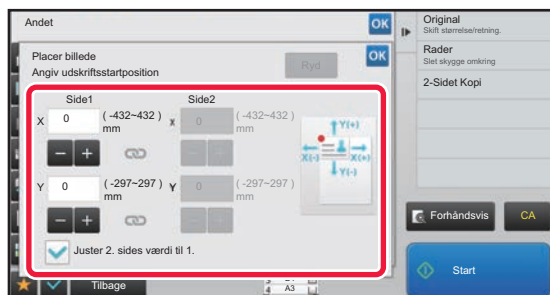 Andet
OK
Placer billede
Angiv udskriftsstartposition
Ryd
OK
Side1
Side2
X 0 ( -432~432 ) mm
x 0 ( -432~432 ) mm
Y 0 ( -297~297 ) mm
Y 0 ( -297~297 ) mm
Y(+)
X(-) X(+)
Y(-)
Juster 2. sides værdi til 1.
Tilbage
4 A3
Original
Skift størrelse/retning.
Rader
Slet skygge omkring
2-Sidet Kopi
Forhåndsvis
CA
Start